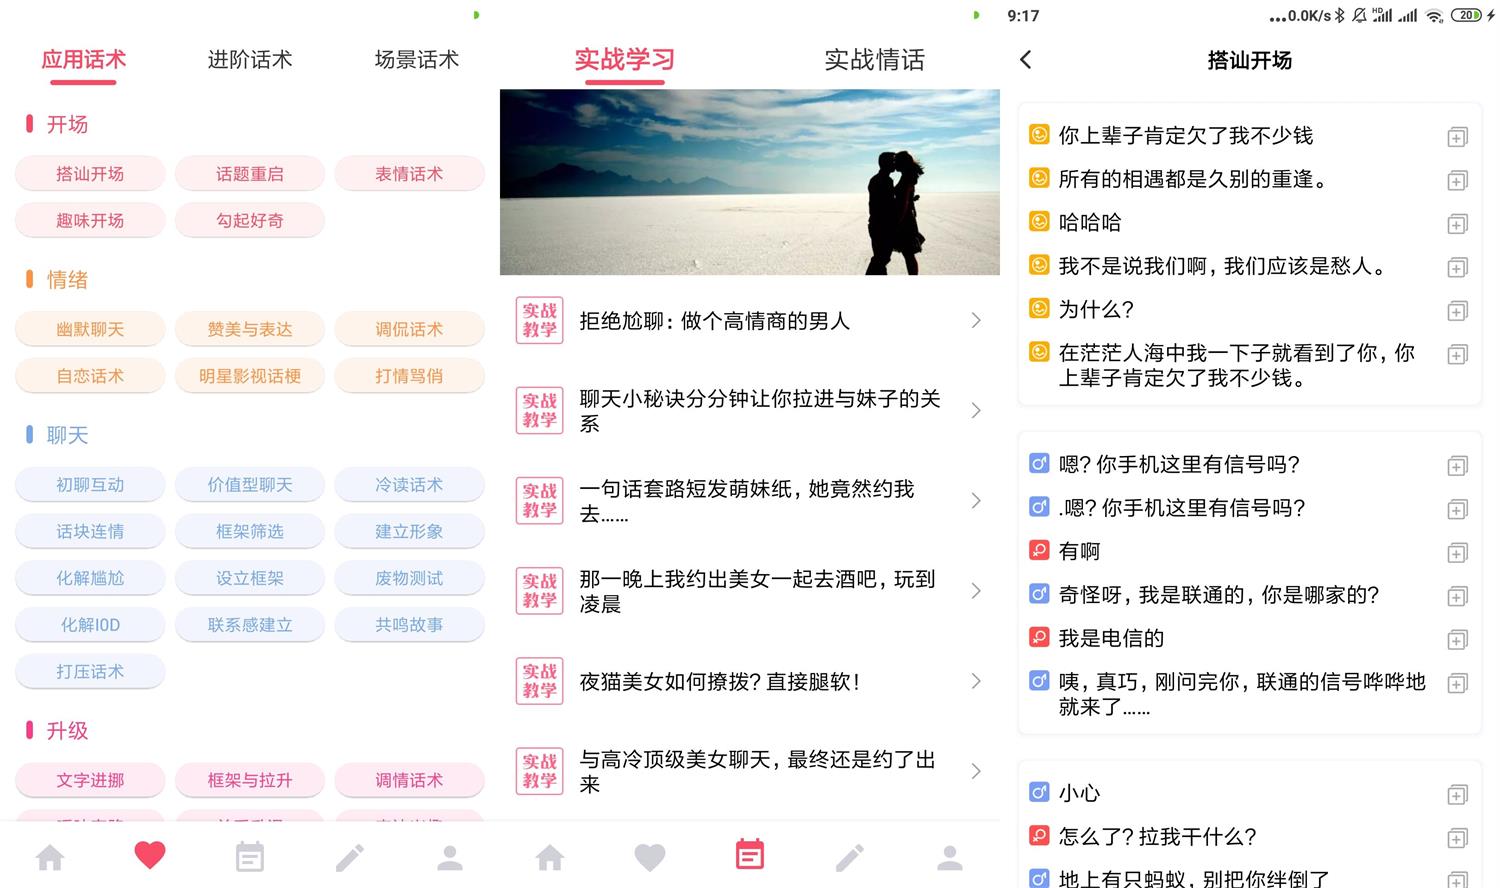 应用话术
进阶话术
场景话术
开场
搭讪开场
话题重启
表情话术
趣味开场
勾起好奇
情绪
幽默聊天
赞美与表达
调侃话术
自恋话术
明星影视话梗
打情骂俏
聊天
初聊互动
价值型聊天
冷读话术
话块连情
框架筛选
建立形象
化解尴尬
设立框架
废物测试
化解IOD
联系感建立
共鸣故事
打压话术
升级
文字进挪
框架与拉升
调情话术
实战学习
实战情话
实战
教学
拒绝尬聊：做个高情商的男人
实战
教学
聊天小秘诀分分钟让你拉进与妹子的关
系
实战
教学
一句话套路短发萌妹纸，她竟然约我
去……
实战
教学
那一晚上我约出美女一起去酒吧，玩到
凌晨
实战
教学
夜猫美女如何撩拨？直接腿软！
实战
教学
与高冷顶级美女聊天，最终还是约了出
来
9:17
...0.0K/s
HD
20
搭讪开场
你上辈子肯定欠了我不少钱
所有的相遇都是久别的重逢。
哈哈哈
我不是说我们啊，我们应该是愁人。
为什么？
在茫茫人海中我一下子就看到了你，你
上辈子肯定欠了我不少钱。
嗯？你手机这里有信号吗？
.嗯？你手机这里有信号吗？
有啊
奇怪呀，我是联通的，你是哪家的？
我是电信的
咦，真巧，刚问完你，联通的信号哗哗地
就来了……
小心
怎么了？拉我干什么？
地上有只蚂蚁，别把你绊倒了